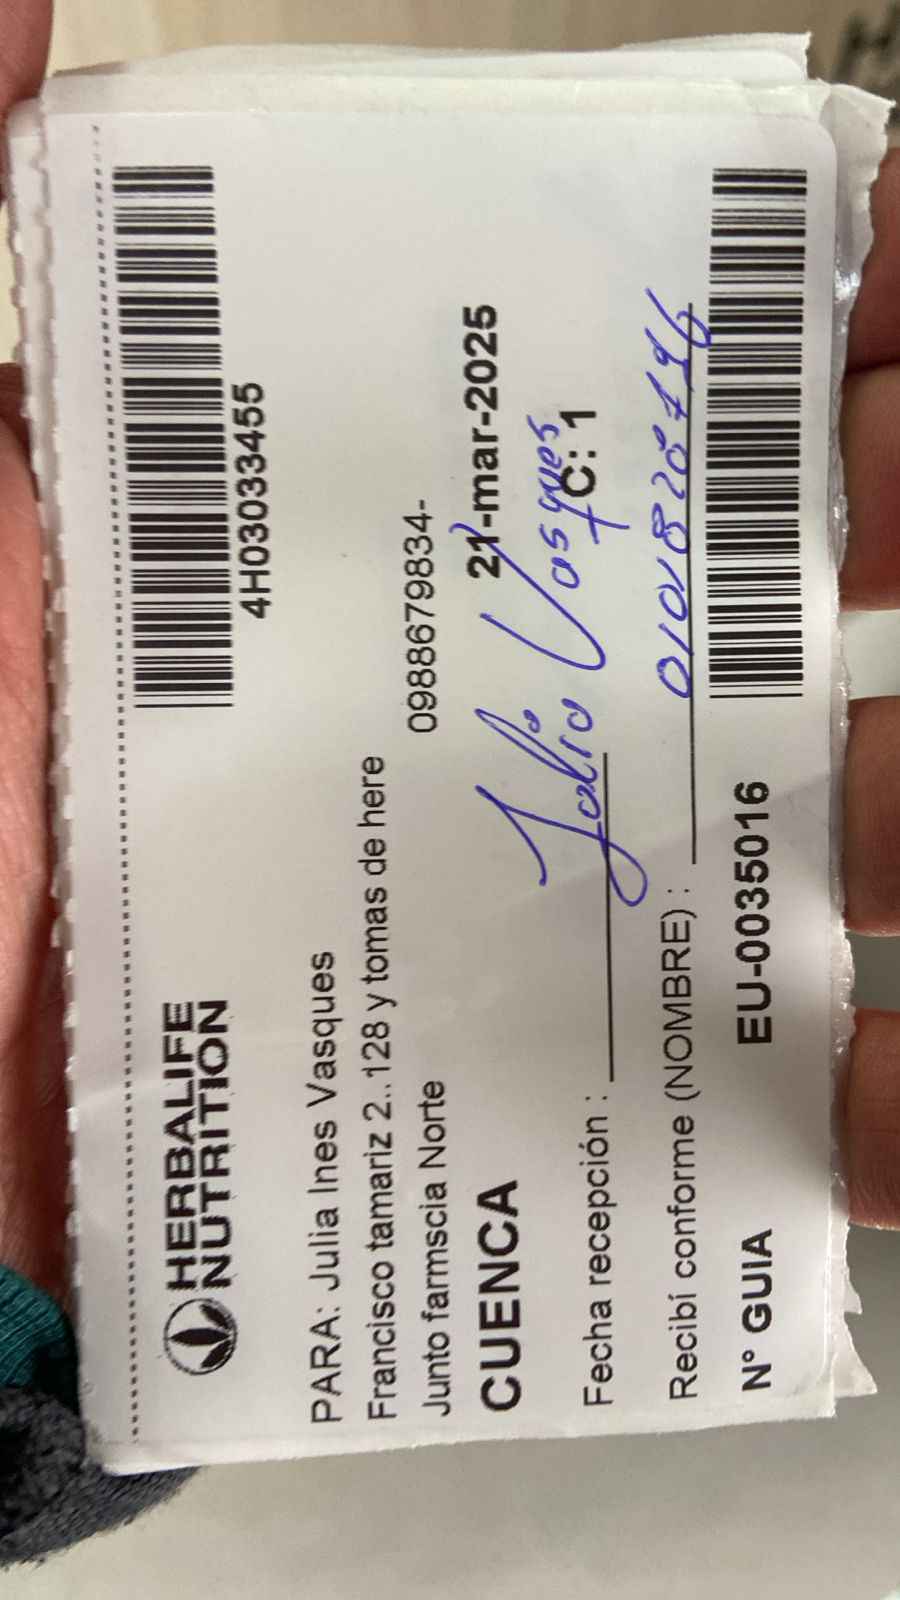 HERBALIFE
NUTRITION
4H03033455
PARA: Julia Ines Vasques
Francisco tamariz 2..128 y tomas de here
Junto farmscia Norte
0988679834-
CUENCA
21-mar-2025
Fecha recepción :
Julia Vasques
C: 1
Recibí conforme (NOMBRE) :
N° GUIA
EU-0035016